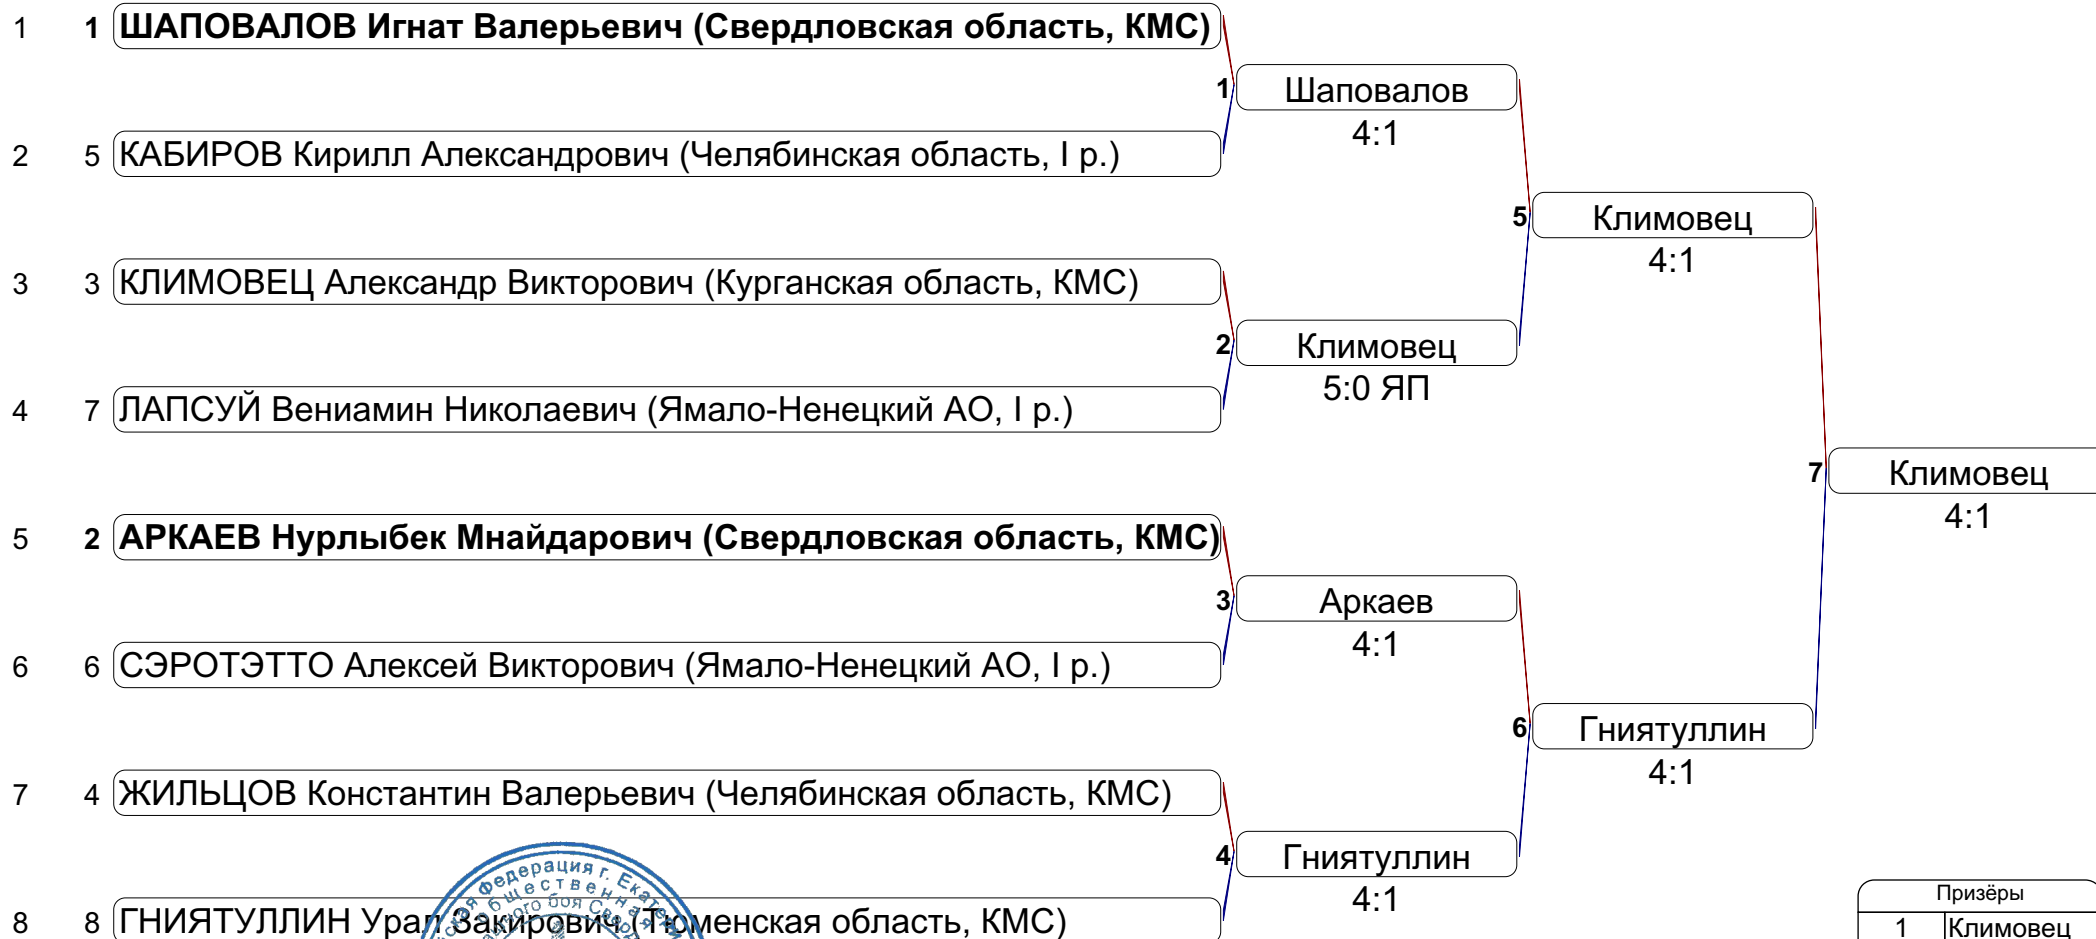 1 1 ШАПОВАЛОВ Игнат Валерьевич (Свердловская область, КМС)
1 Шаповалов
4:1
2 5 КАБИРОВ Кирилл Александрович (Челябинская область, I р.)
5 Климовец
4:1
3 3 КЛИМОВЕЦ Александр Викторович (Курганская область, КМС)
2 Климовец
5:0 ЯП
4 7 ЛАПСУЙ Вениамин Николаевич (Ямало-Ненецкий АО, I р.)
7 Климовец
4:1
5 2 АРКАЕВ Нурлыбек Мнайдарович (Свердловская область, КМС)
3 Аркаев
4:1
6 6 СЭРОТЭТТО Алексей Викторович (Ямало-Ненецкий АО, I р.)
6 Гниятуллин
4:1
7 4 ЖИЛЬЦОВ Константин Валерьевич (Челябинская область, КМС)
4 Гниятуллин
4:1
8 8 ГНИЯТУЛЛИН Урал Закирович (Тюменская область, КМС)
Призёры
1 Климовец
федерация г.
общественная
боя